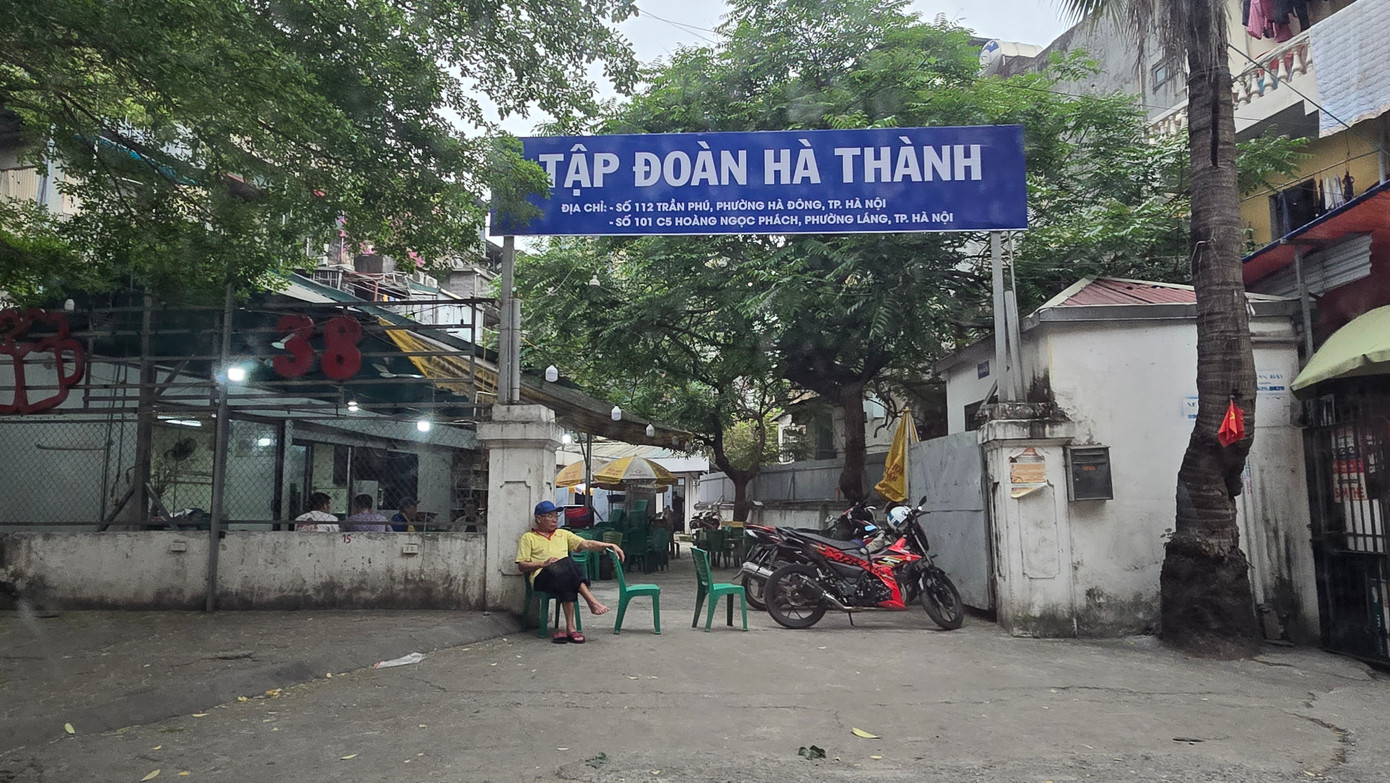 TẬP ĐOÀN HÀ THÀNH
ĐỊA CHỈ: - SỐ 112 TRẦN PHÚ, PHƯỜNG HÀ ĐÔNG, TP. HÀ NỘI
- SỐ 101 C5 HOÀNG NGỌC PHÁCH, PHƯỜNG LÁNG, TP. HÀ NỘI
38
15